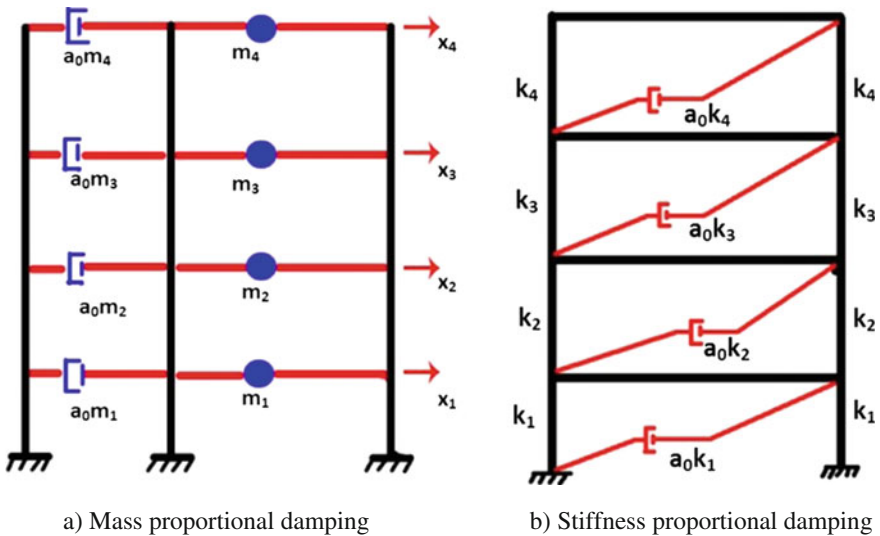 a₀m₄
m₄
x₄
a₀m₃
m₃
x₃
a₀m₂
m₂
x₂
a₀m₁
m₁
x₁
a) Mass proportional damping
k₄
a₀k₄
k₄
k₃
a₀k₃
k₃
k₂
a₀k₂
k₂
k₁
a₀k₁
k₁
b) Stiffness proportional damping